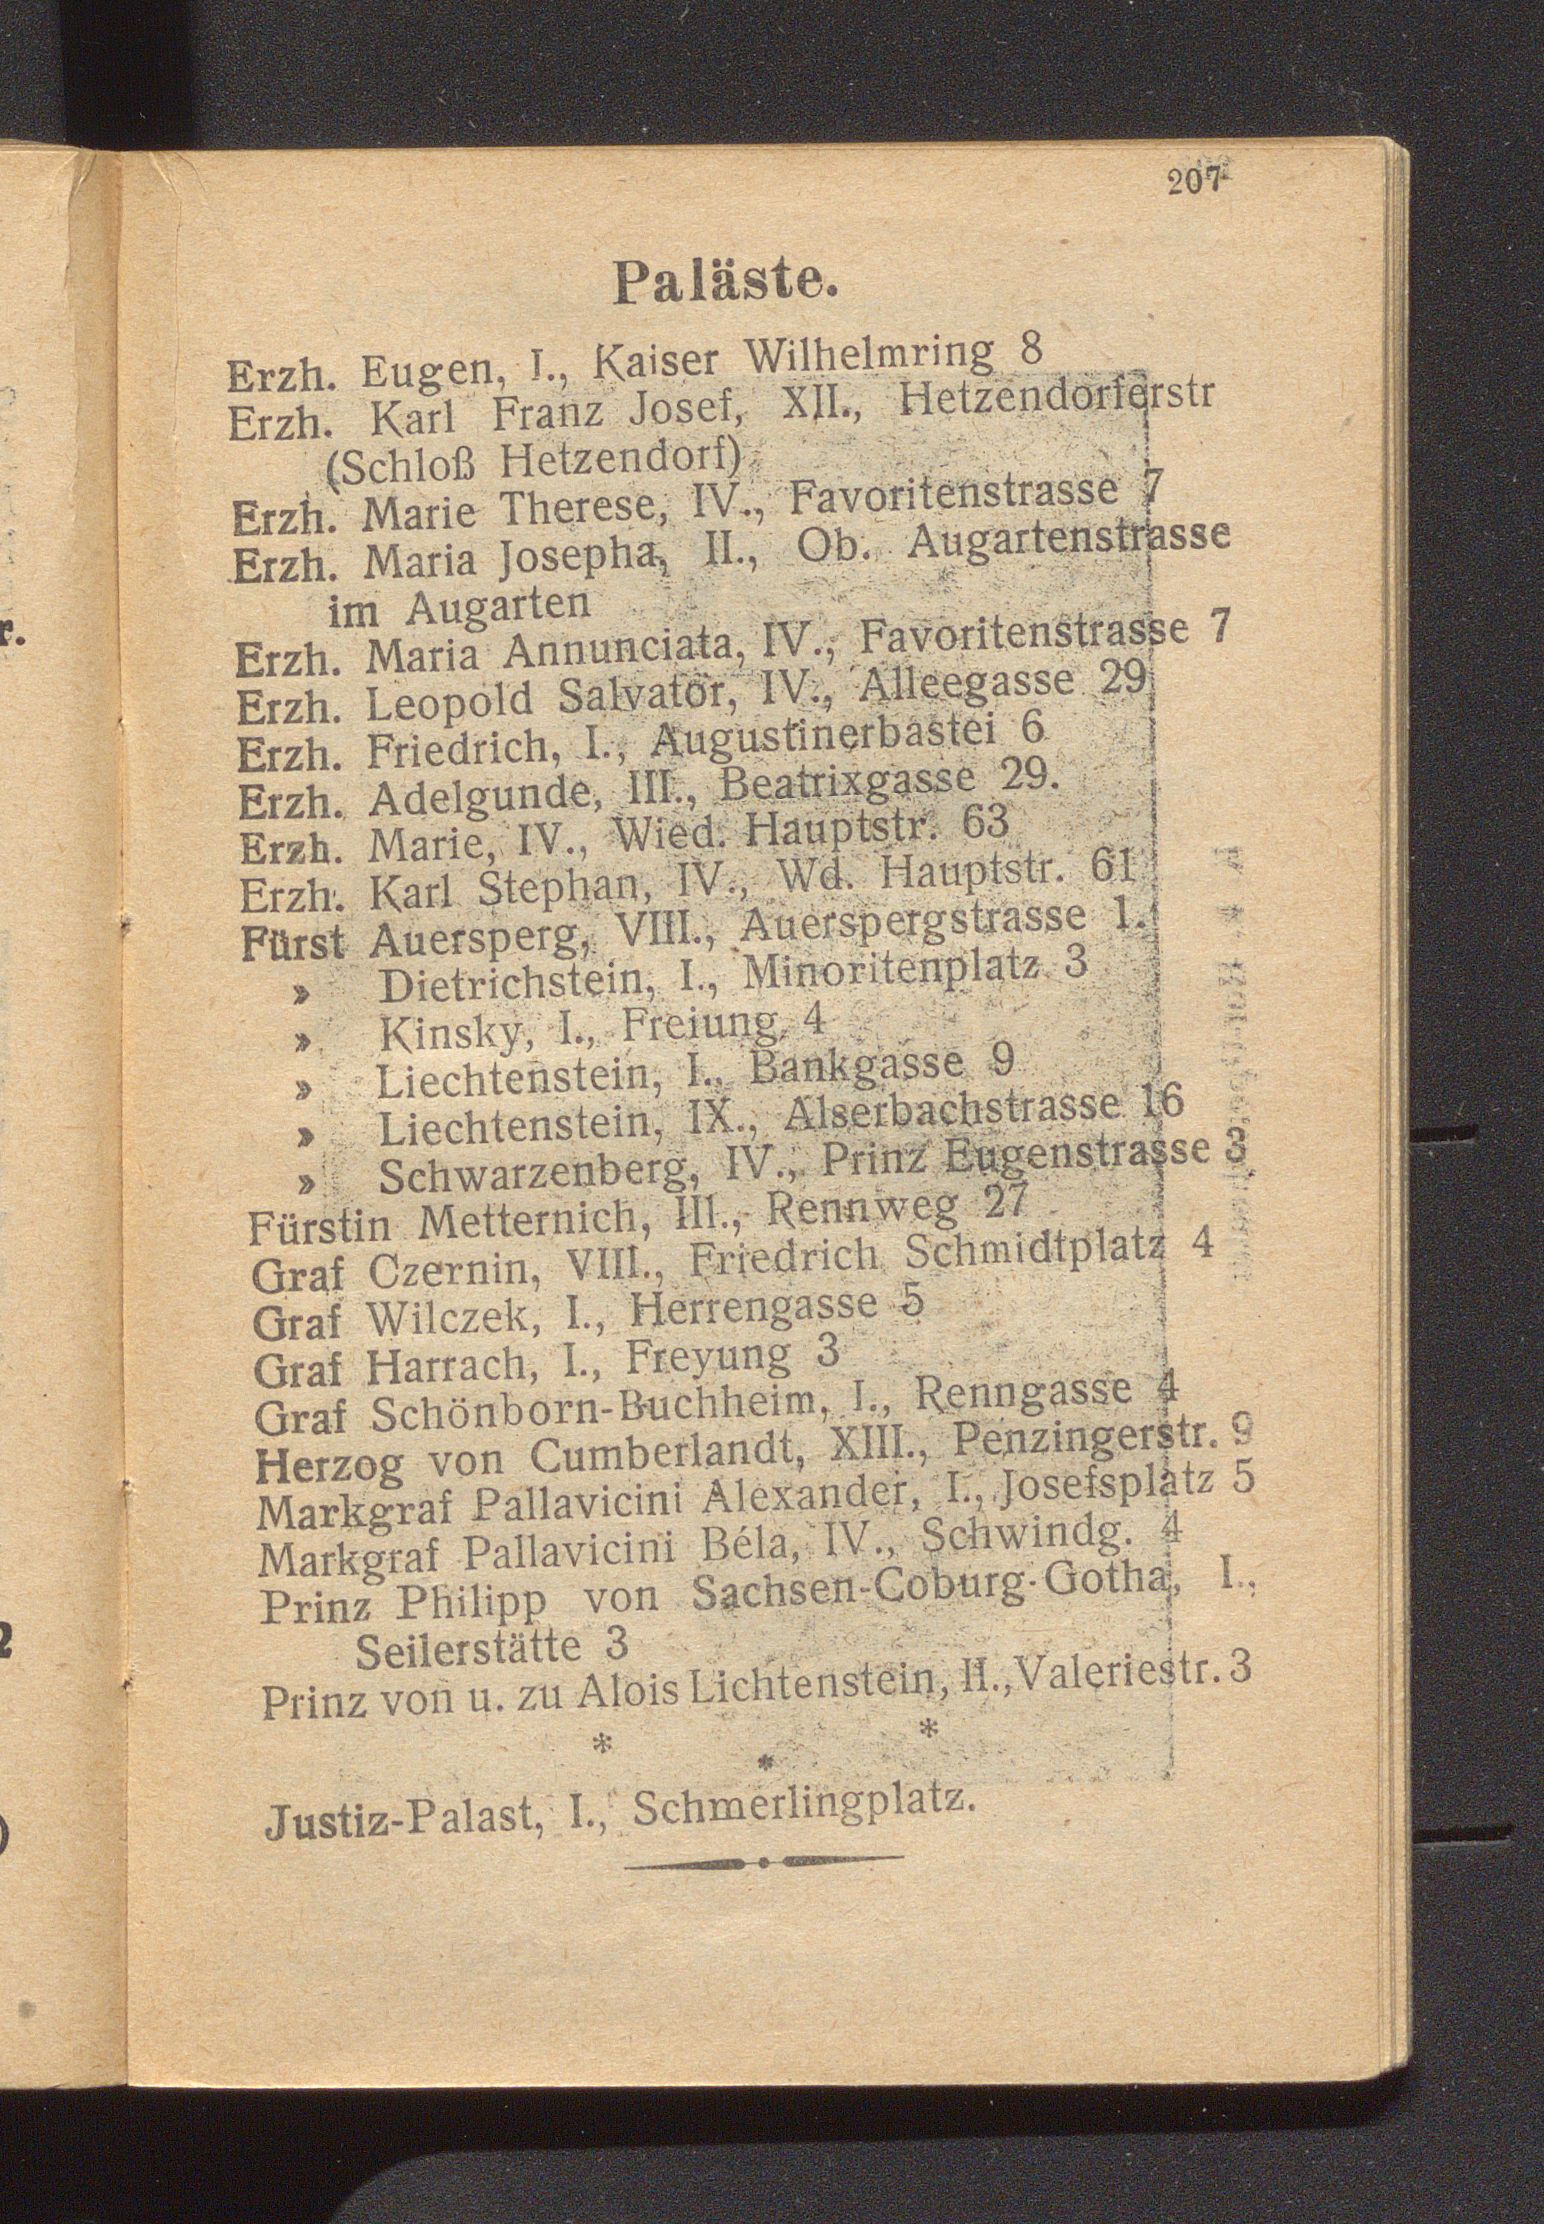 207
Paläste.
Erzh. Eugen, I., Kaiser Wilhelmring 8
Erzh. Karl Franz Josef, XII., Hetzendorferstr
(Schloß Hetzendorf)
Erzh. Marie Therese, IV., Favoritenstrasse 7
Erzh. Maria Josepha, II., Ob. Augartenstrasse
im Augarten
Erzh. Maria Annunciata, IV., Favoritenstrasse 7
Erzh. Leopold Salvator, IV., Alleegasse 29
Erzh. Friedrich, I., Augustinerbastei 6
Erzh. Adelgunde, III., Beatrixgasse 29.
Erzh. Marie, IV., Wied. Hauptstr. 63
Erzh. Karl Stephan, IV., Wd. Hauptstr. 61
Fürst Auersperg, VIII., Auerspergstrasse 1.
» Dietrichstein, I., Minoritenplatz 3
» Kinsky, I., Freiung 4
» Liechtenstein, I., Bankgasse 9
» Liechtenstein, IX., Alserbachstrasse 16
» Schwarzenberg, IV., Prinz Eugenstrasse 3
Fürstin Metternich, III., Rennweg 27
Graf Czernin, VIII., Friedrich Schmidtplatz 4
Graf Wilczek, I., Herrengasse 5
Graf Harrach, I., Freyung 3
Graf Schönborn-Buchheim, I., Renngasse 4
Herzog von Cumberlandt, XIII., Penzingerstr. 9
Markgraf Pallavicini Alexander, I., Josefsplatz 5
Markgraf Pallavicini Béla, IV., Schwindg. 4
Prinz Philipp von Sachsen-Coburg-Gotha, I.,
Seilerstätte 3
Prinz von u. zu Alois Lichtenstein, II., Valeriestr. 3
* * *
Justiz-Palast, I., Schmerlingplatz.